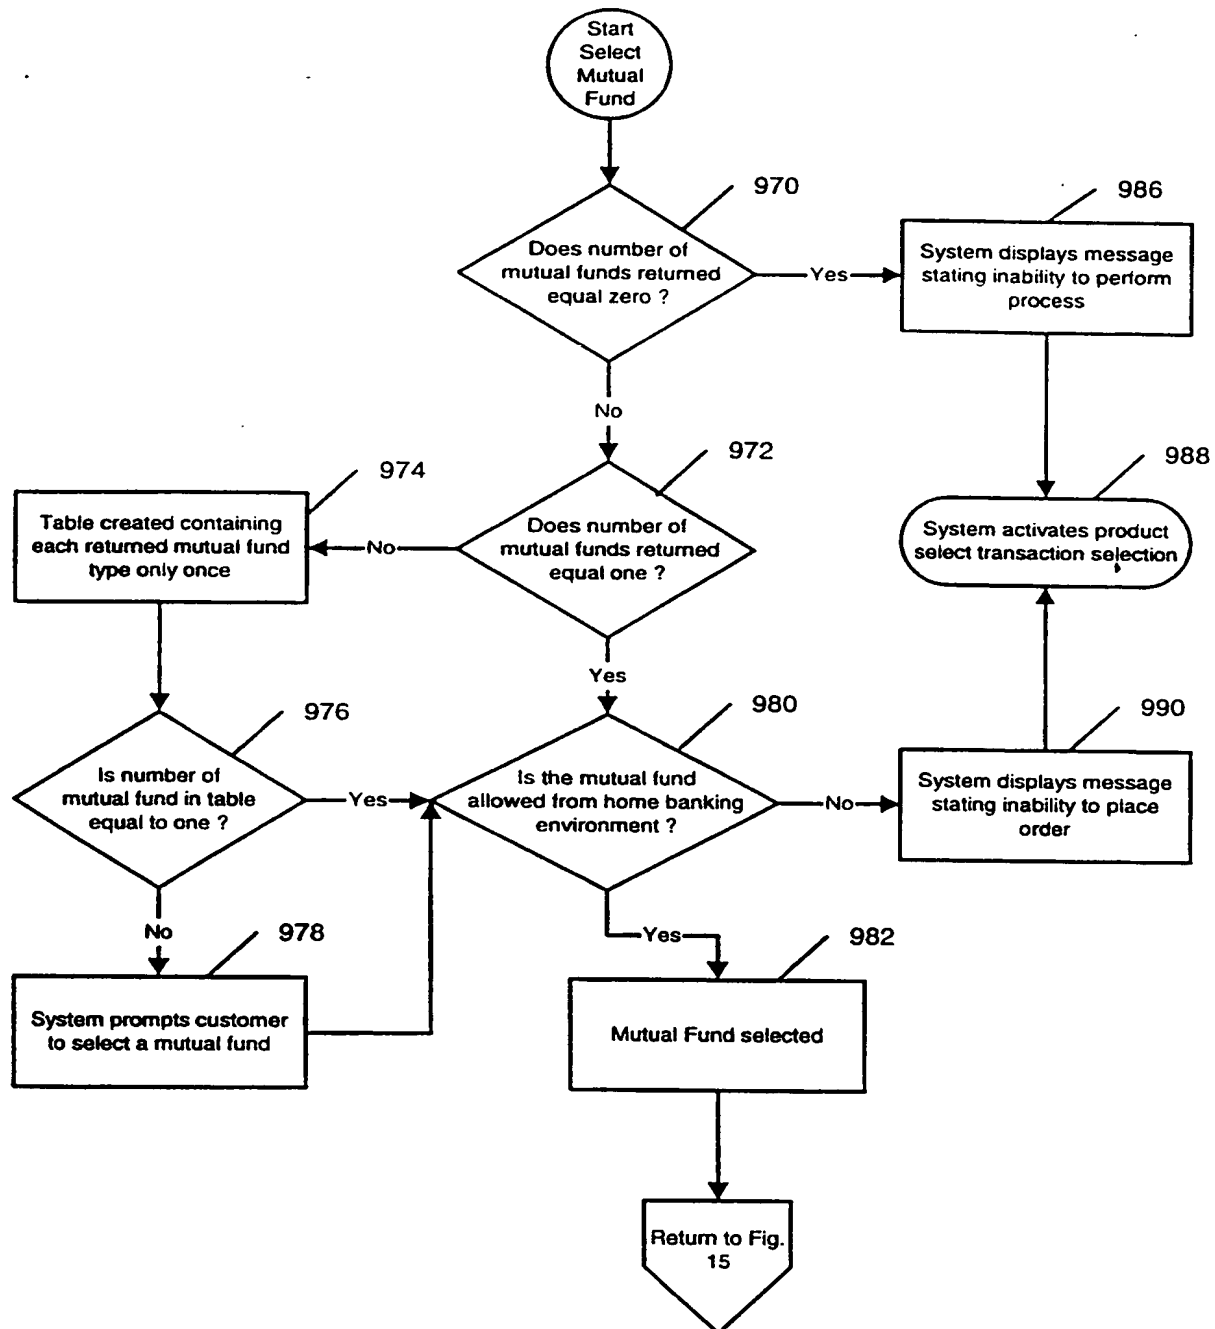 Start
Select
Mutual
Fund
970
986
Does number of
mutual funds returned
equal zero ?
Yes
System displays message
stating inability to perform
process
No
972
974
988
Table created containing
each returned mutual fund
type only once
No
Does number of
mutual funds returned
equal one ?
System activates product
select transaction selection
Yes
976
980
990
Is number of
mutual fund in table
equal to one ?
Yes
Is the mutual fund
allowed from home banking
environment ?
No
System displays message
stating inability to place
order
No
978
Yes
982
System prompts customer
to select a mutual fund
Mutual Fund selected
Return to Fig.
15